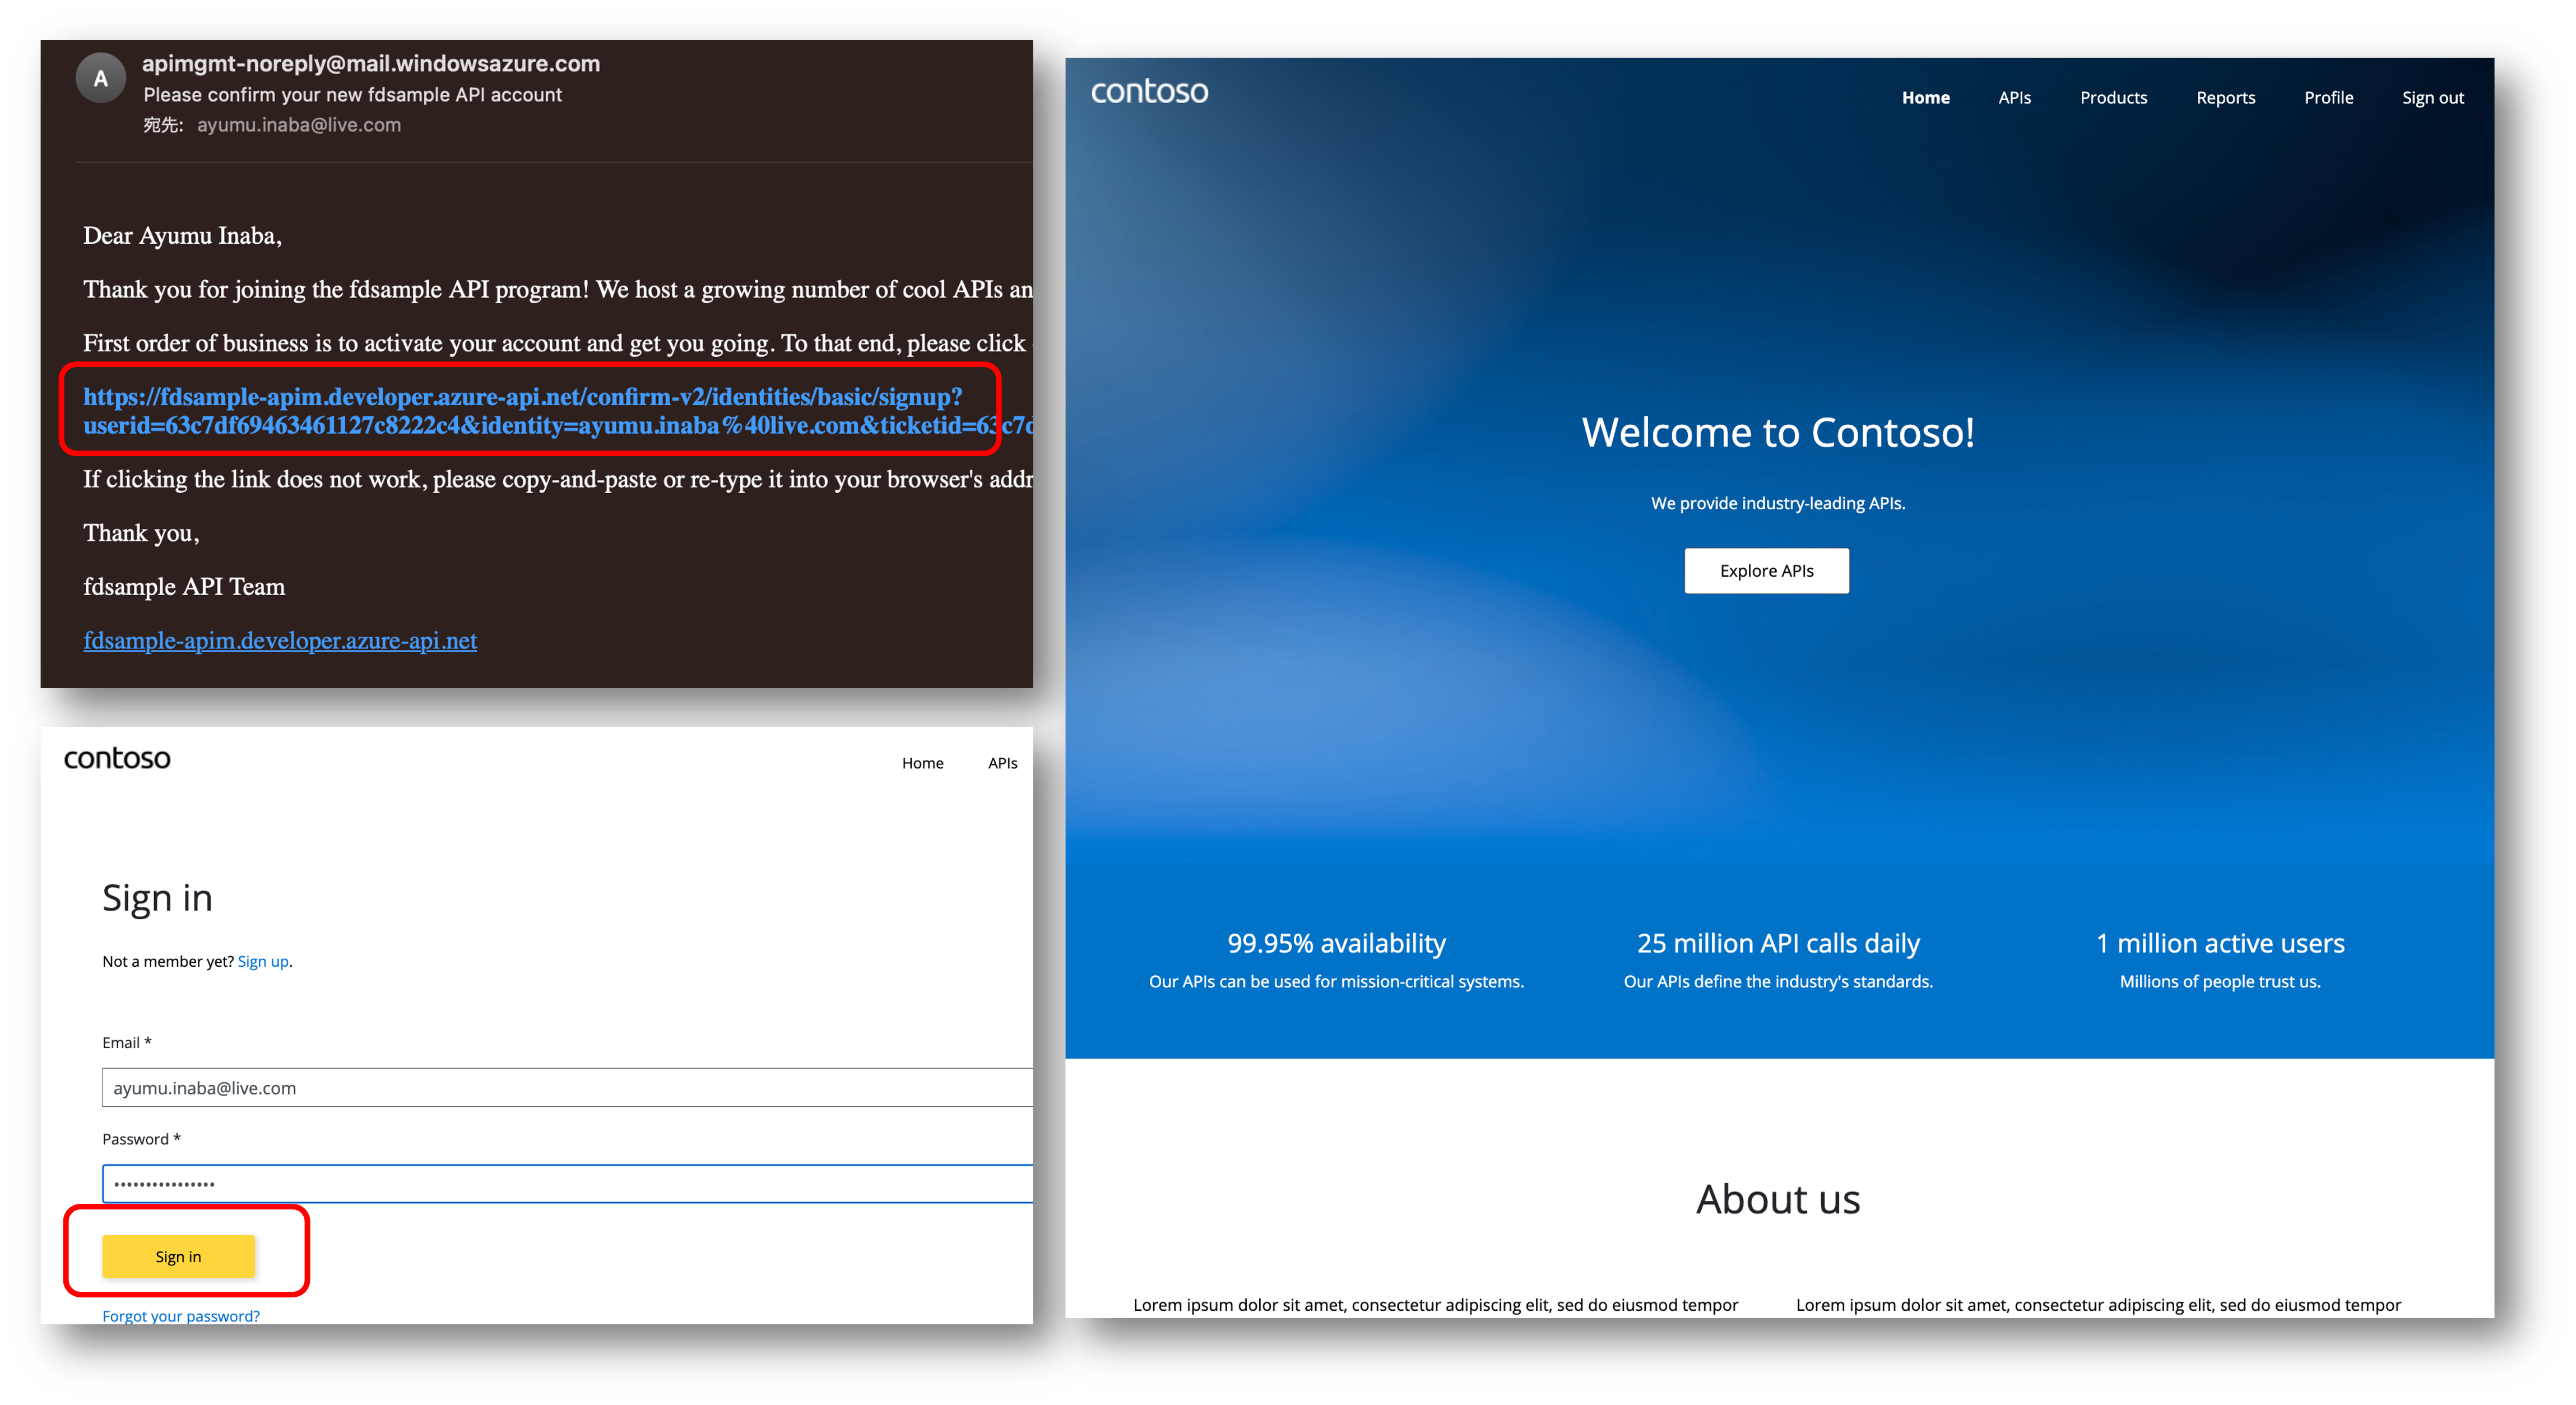 A
apimgmt-noreply@mail.windowsazure.com
Please confirm your new fdsample API account
宛先: ayumu.inaba@live.com
Dear Ayumu Inaba,
Thank you for joining the fdsample API program! We host a growing number of cool APIs an
First order of business is to activate your account and get you going. To that end, please click
https://fdsample-apim.developer.azure-api.net/confirm-v2/identities/basic/signup?
userid=63c7df69463461127c8222c4&identity=ayumu.inaba%40live.com&ticketid=63c7d
If clicking the link does not work, please copy-and-paste or re-type it into your browser's addr
Thank you,
fdsample API Team
fdsample-apim.developer.azure-api.net
contoso
Home APIs
Sign in
Not a member yet? Sign up.
Email *
ayumu.inaba@live.com
Password *
••••••••••••••••
Sign in
Forgot your password?
contoso
Home APIs Products Reports Profile Sign out
Welcome to Contoso!
We provide industry-leading APIs.
Explore APIs
99.95% availability
Our APIs can be used for mission-critical systems.
25 million API calls daily
Our APIs define the industry's standards.
1 million active users
Millions of people trust us.
About us
Lorem ipsum dolor sit amet, consectetur adipiscing elit, sed do eiusmod tempor
Lorem ipsum dolor sit amet, consectetur adipiscing elit, sed do eiusmod tempor